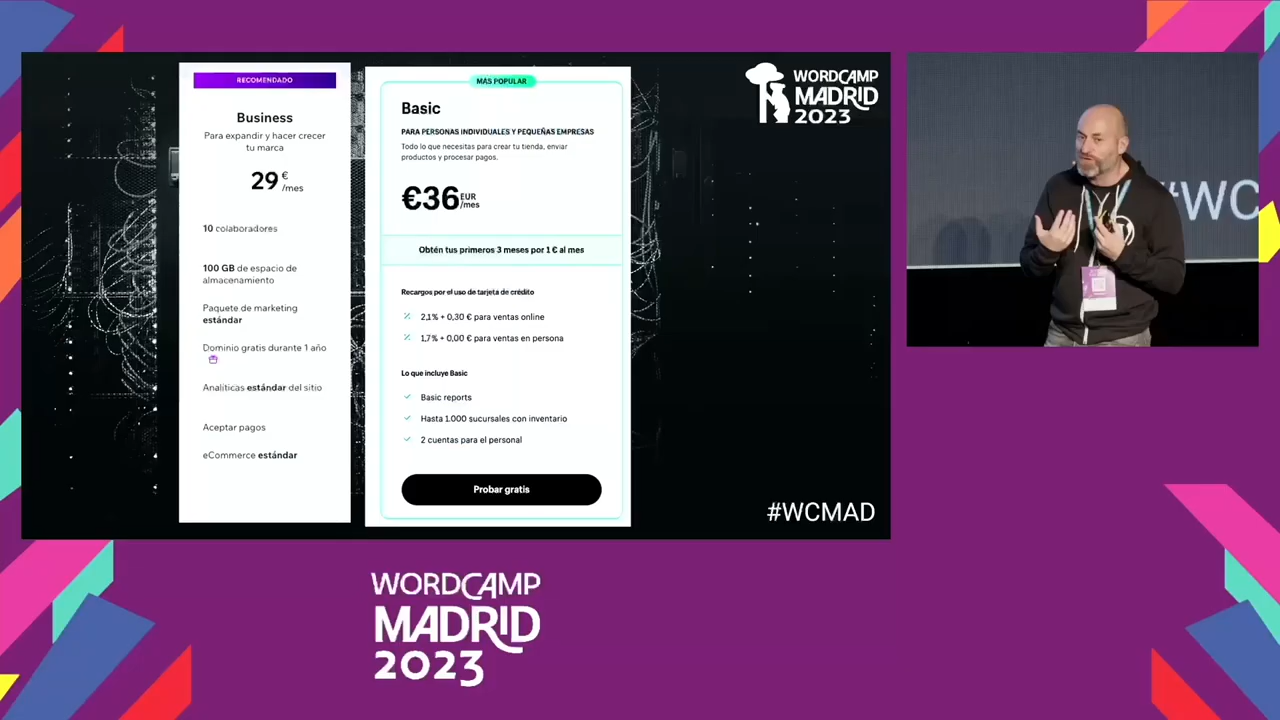 RECOMENDADO
Business
Para expandir y hacer crecer
tu marca
29 €
/mes
10 colaboradores
100 GB de espacio de
almacenamiento
Paquete de marketing
estándar
Dominio gratis durante 1 año
Analíticas estándar del sitio
Aceptar pagos
eCommerce estándar
MÁS POPULAR
Basic
PARA PERSONAS INDIVIDUALES Y PEQUEÑAS EMPRESAS
Todo lo que necesitas para crear tu tienda, enviar
productos y procesar pagos.
€36 EUR
/mes
Obtén tus primeros 3 meses por 1 € al mes
Recargos por el uso de tarjeta de crédito
2,1% + 0,30 € para ventas online
1,7% + 0,00 € para ventas en persona
Lo que incluye Basic
Basic reports
Hasta 1.000 sucursales con inventario
2 cuentas para el personal
Probar gratis
WORDCAMP
MADRID
2023
#WCMAD
#WC
WORDCAMP
MADRID
2023